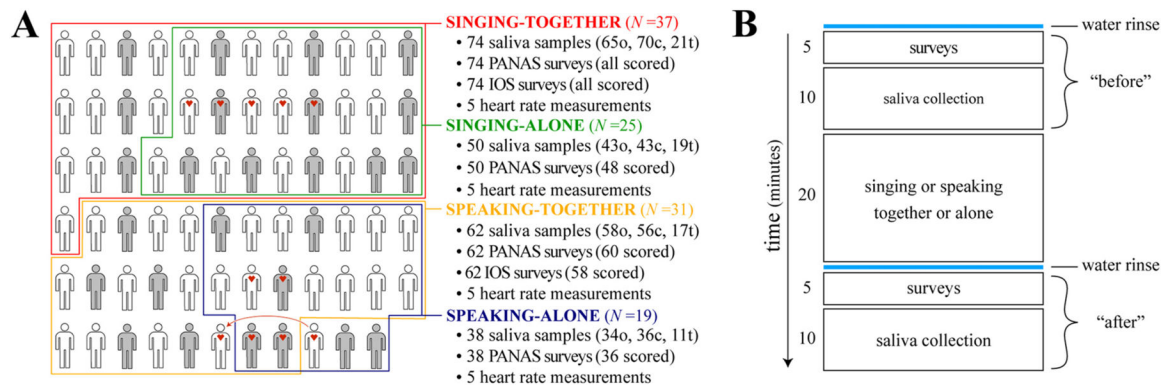 A
SINGING-TOGETHER (N =37)
• 74 saliva samples (65o, 70c, 21t)
• 74 PANAS surveys (all scored)
• 74 IOS surveys (all scored)
• 5 heart rate measurements
SINGING-ALONE (N =25)
• 50 saliva samples (43o, 43c, 19t)
• 50 PANAS surveys (48 scored)
• 5 heart rate measurements
SPEAKING-TOGETHER (N =31)
• 62 saliva samples (58o, 56c, 17t)
• 62 PANAS surveys (60 scored)
• 62 IOS surveys (58 scored)
• 5 heart rate measurements
SPEAKING-ALONE (N =19)
• 38 saliva samples (34o, 36c, 11t)
• 38 PANAS surveys (36 scored)
• 5 heart rate measurements
B
time (minutes)
water rinse
5
surveys
10
saliva collection
“before”
20
singing or speaking
together or alone
water rinse
5
surveys
10
saliva collection
“after”